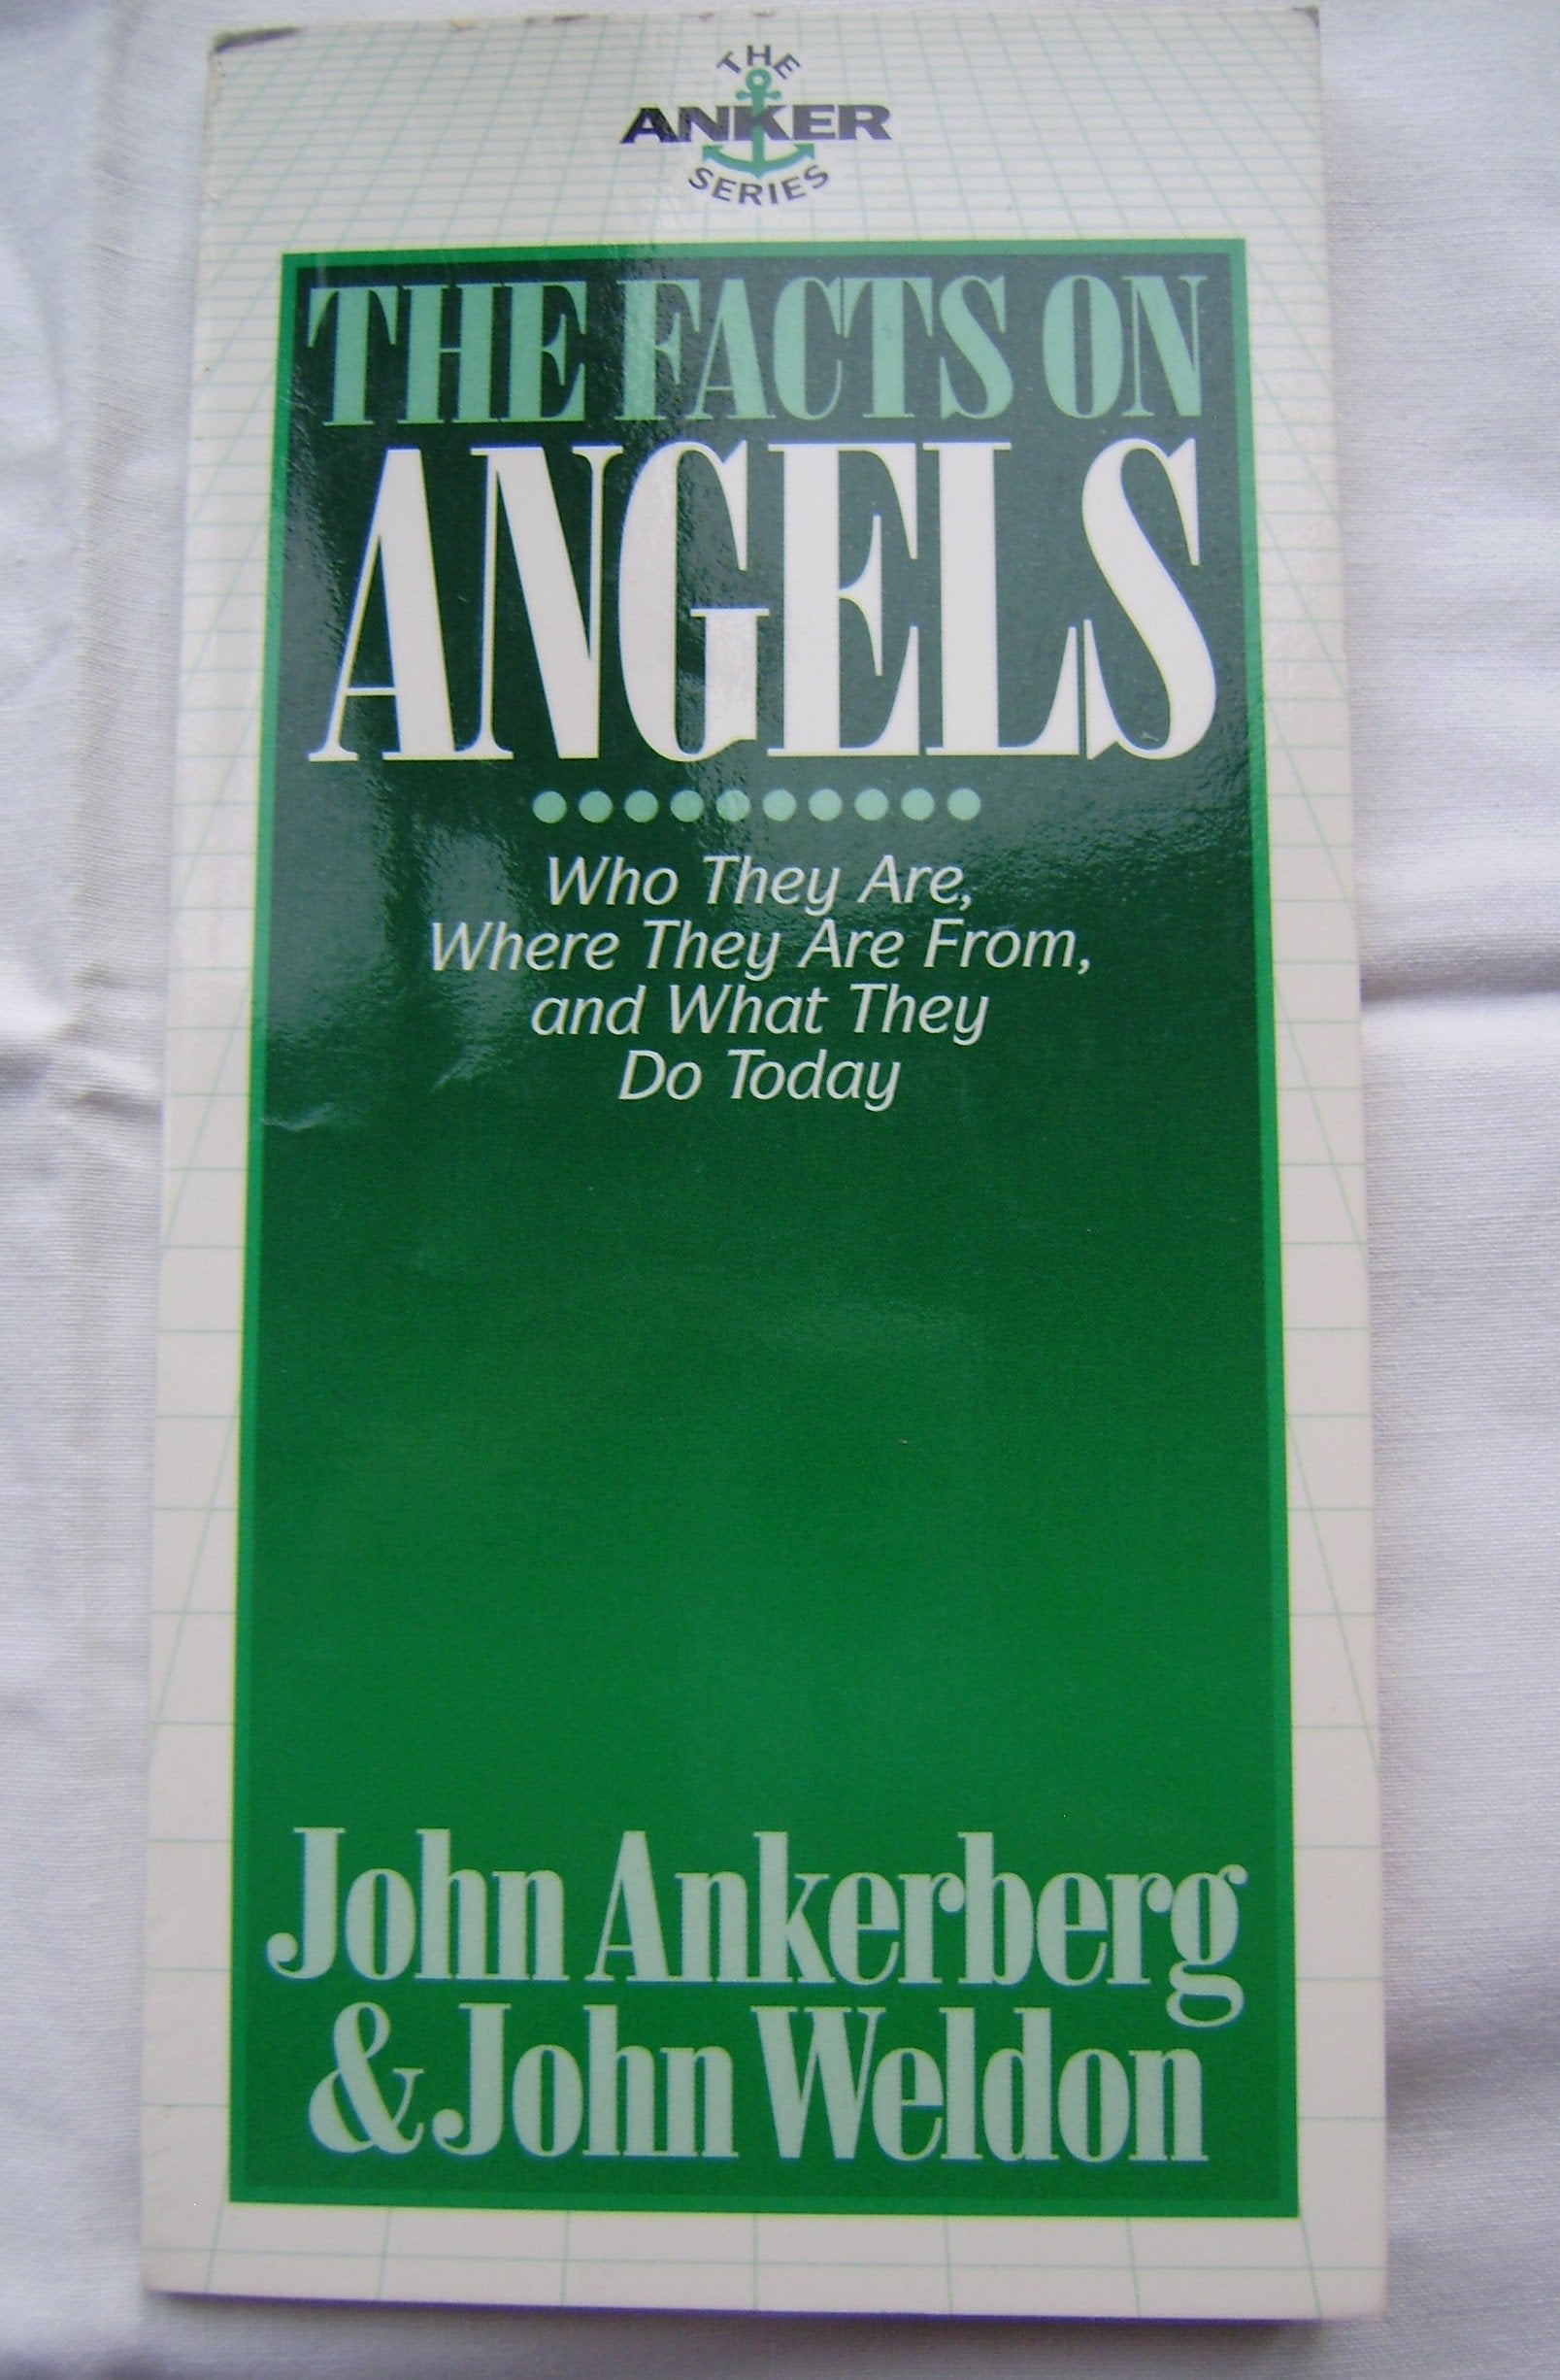 THE
ANKER
SERIES
THE FACTS ON
ANGELS
Who They Are,
Where They Are From,
and What They
Do Today
John Ankerberg
& John Weldon